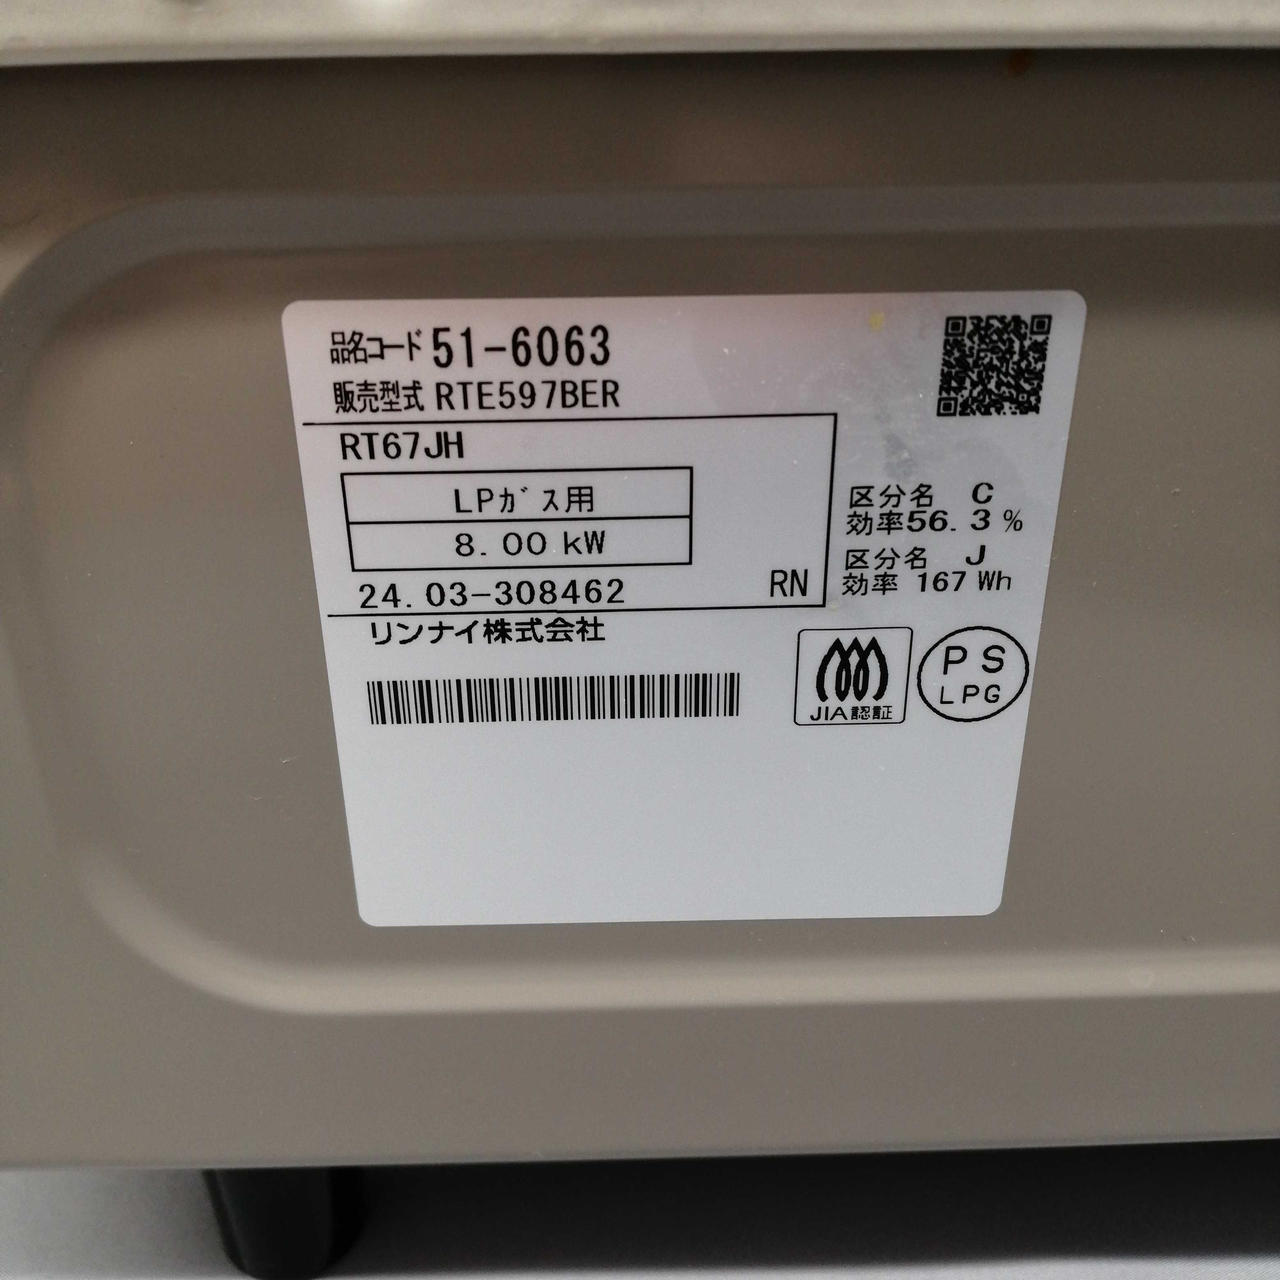 品名コード 51-6063
販売型式 RTE597BER
RT67JH
LPガス用
8.00 kW
24.03-308462 RN
リンナイ株式会社
区分名 C
効率56.3%
区分名 J
効率 167 Wh
JIA認証
PS
LPG